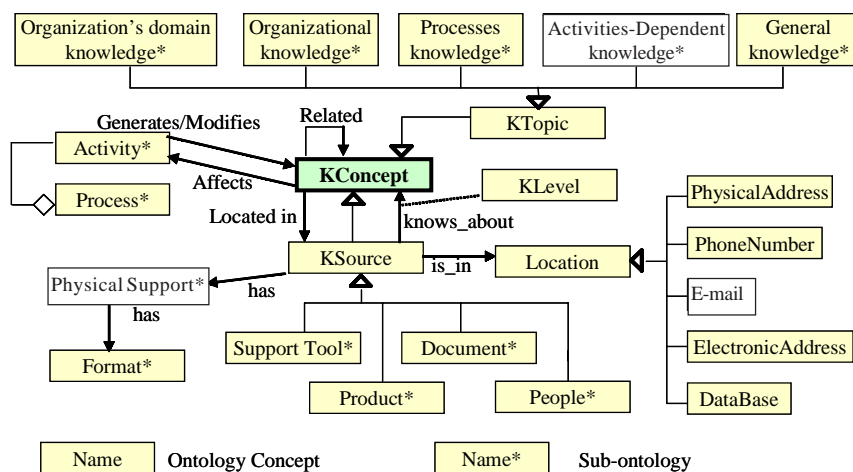 Organization's domain
knowledge*
Organizational
knowledge*
Processes
knowledge*
Activities-Dependent
knowledge*
General
knowledge*
Generates/Modifies
Related
KTopic
Activity*
KConcept
KLevel
Affects
Process*
Located in
knows_about
PhysicalAddress
PhoneNumber
KSource
is_in
Location
Physical Support*
has
E-mail
has
Support Tool*
Document*
ElectronicAddress
Format*
Product*
People*
DataBase
Name
Ontology Concept
Name*
Sub-ontology